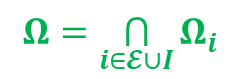 𝛀 = ⋂_{i∈ℰ∪I} 𝛀_i